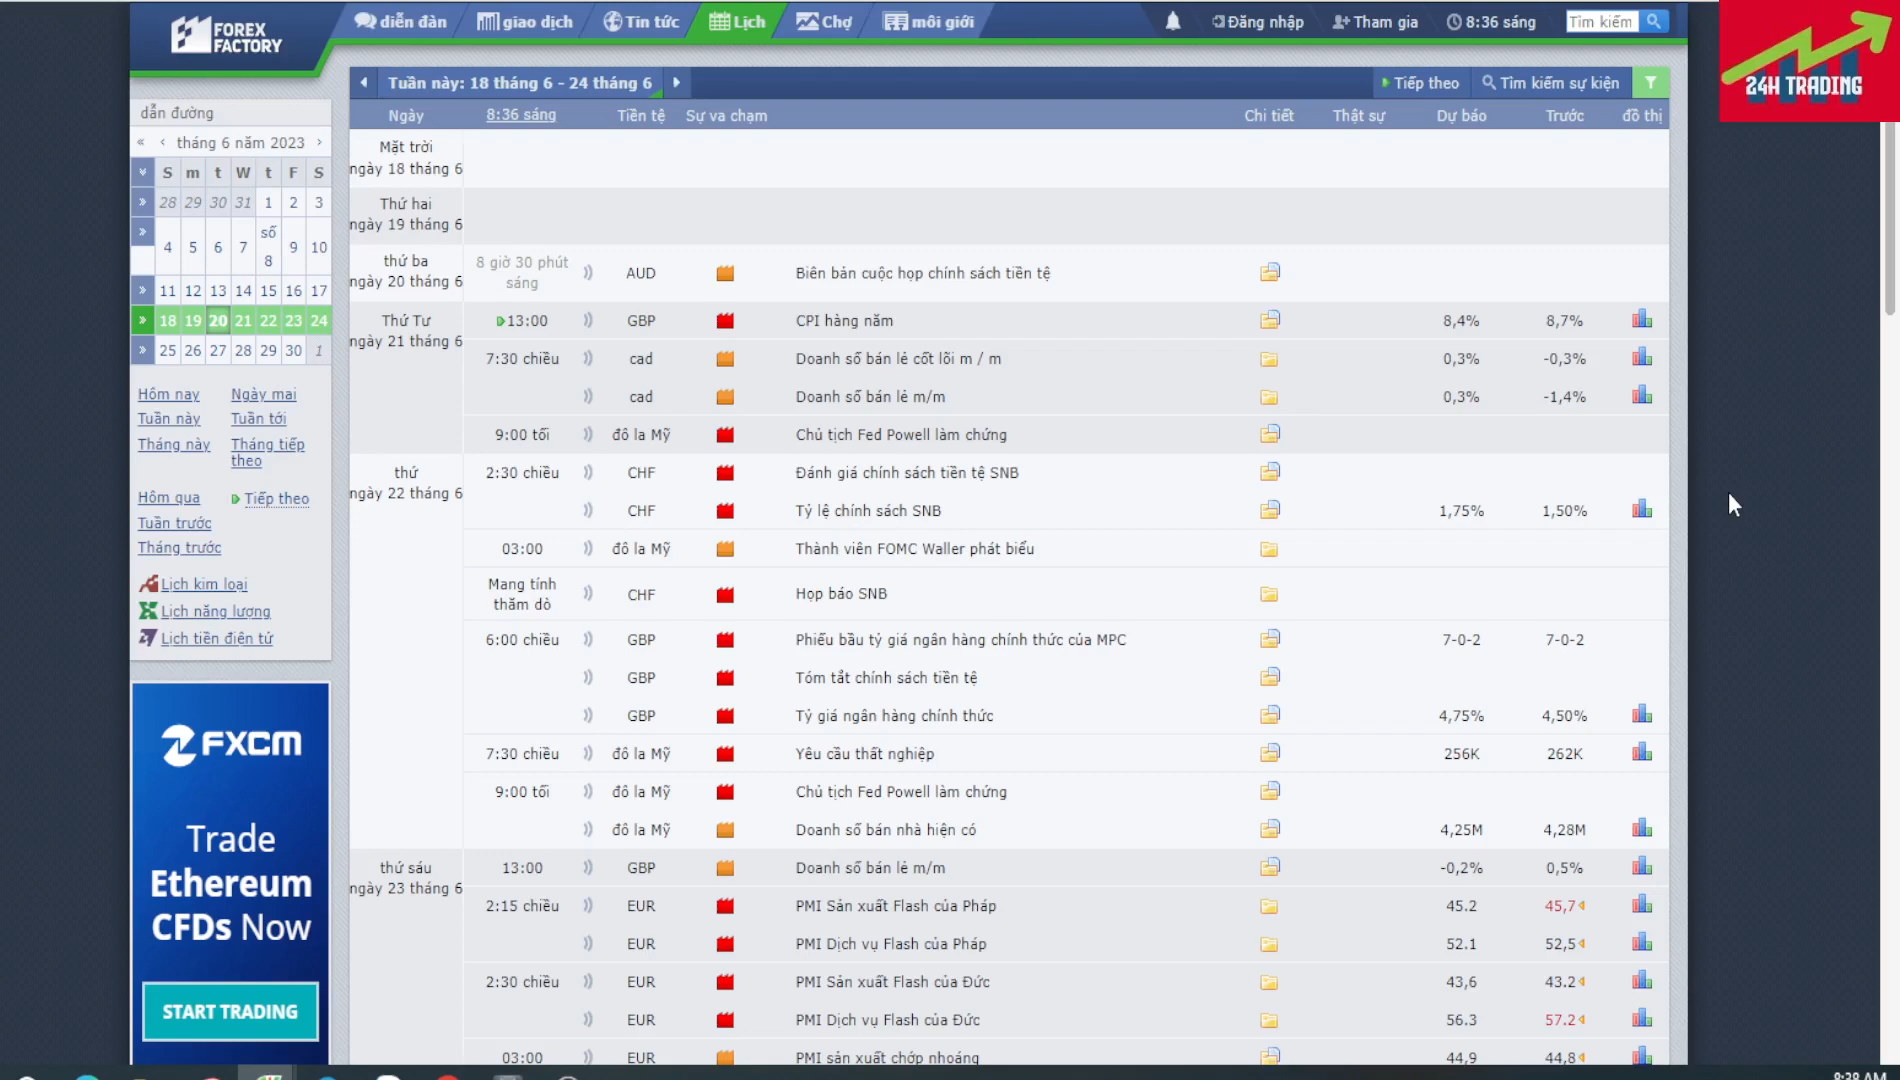 FOREX
FACTORY
diễn đàn
giao dịch
Tin tức
Lịch
Chợ
môi giới
Đăng nhập
Tham gia
8:36 sáng
Tìm kiếm
24H TRADING
Tuần này: 18 tháng 6 - 24 tháng 6
Tiếp theo
Tìm kiếm sự kiện
Ngày 8:36 sáng Tiền tệ Sự va chạm Chi tiết Thật sự Dự báo Trước đồ thị
dẫn đường
« ‹ tháng 6 năm 2023 ›
S m t W t F S
28 29 30 31 1 2 3
4 5 6 7 số 8 9 10
11 12 13 14 15 16 17
18 19 20 21 22 23 24
25 26 27 28 29 30 1
Hôm nay Ngày mai
Tuần này Tuần tới
Tháng này Tháng tiếp
theo
Hôm qua Tiếp theo
Tuần trước
Tháng trước
Lịch kim loại
Lịch năng lượng
Lịch tiền điện tử
FXCM
Trade
Ethereum
CFDs Now
START TRADING
Mặt trời
ngày 18 tháng 6
Thứ hai
ngày 19 tháng 6
thứ ba
ngày 20 tháng 6
8 giờ 30 phút
sáng
AUD Biên bản cuộc họp chính sách tiền tệ
Thứ Tư
ngày 21 tháng 6
13:00 GBP CPI hàng năm 8,4% 8,7%
7:30 chiều cad Doanh số bán lẻ cốt lõi m / m 0,3% -0,3%
cad Doanh số bán lẻ m/m 0,3% -1,4%
9:00 tối đô la Mỹ Chủ tịch Fed Powell làm chứng
thứ
ngày 22 tháng 6
2:30 chiều CHF Đánh giá chính sách tiền tệ SNB
CHF Tỷ lệ chính sách SNB 1,75% 1,50%
03:00 đô la Mỹ Thành viên FOMC Waller phát biểu
Mang tính
thăm dò
CHF Họp báo SNB
6:00 chiều GBP Phiếu bầu tỷ giá ngân hàng chính thức của MPC 7-0-2 7-0-2
GBP Tóm tắt chính sách tiền tệ
GBP Tỷ giá ngân hàng chính thức 4,75% 4,50%
7:30 chiều đô la Mỹ Yêu cầu thất nghiệp 256K 262K
9:00 tối đô la Mỹ Chủ tịch Fed Powell làm chứng
đô la Mỹ Doanh số bán nhà hiện có 4,25M 4,28M
thứ sáu
ngày 23 tháng 6
13:00 GBP Doanh số bán lẻ m/m -0,2% 0,5%
2:15 chiều EUR PMI Sản xuất Flash của Pháp 45.2 45,7
EUR PMI Dịch vụ Flash của Pháp 52.1 52,5
2:30 chiều EUR PMI Sản xuất Flash của Đức 43,6 43.2
EUR PMI Dịch vụ Flash của Đức 56.3 57.2
03:00 EUR PMI sản xuất chớp nhoáng 44,9 44,8
8:38 AM